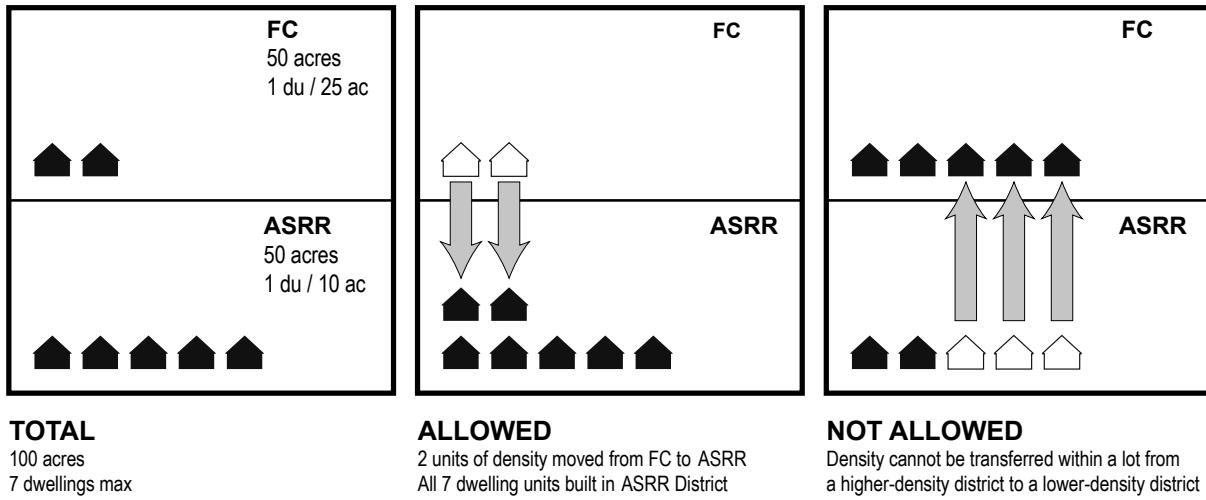 FC
50 acres
1 du / 25 ac
ASRR
50 acres
1 du / 10 ac
TOTAL
100 acres
7 dwellings max
FC
ASRR
ALLOWED
2 units of density moved from FC to ASRR
All 7 dwelling units built in ASRR District
FC
ASRR
NOT ALLOWED
Density cannot be transferred within a lot from
a higher-density district to a lower-density district